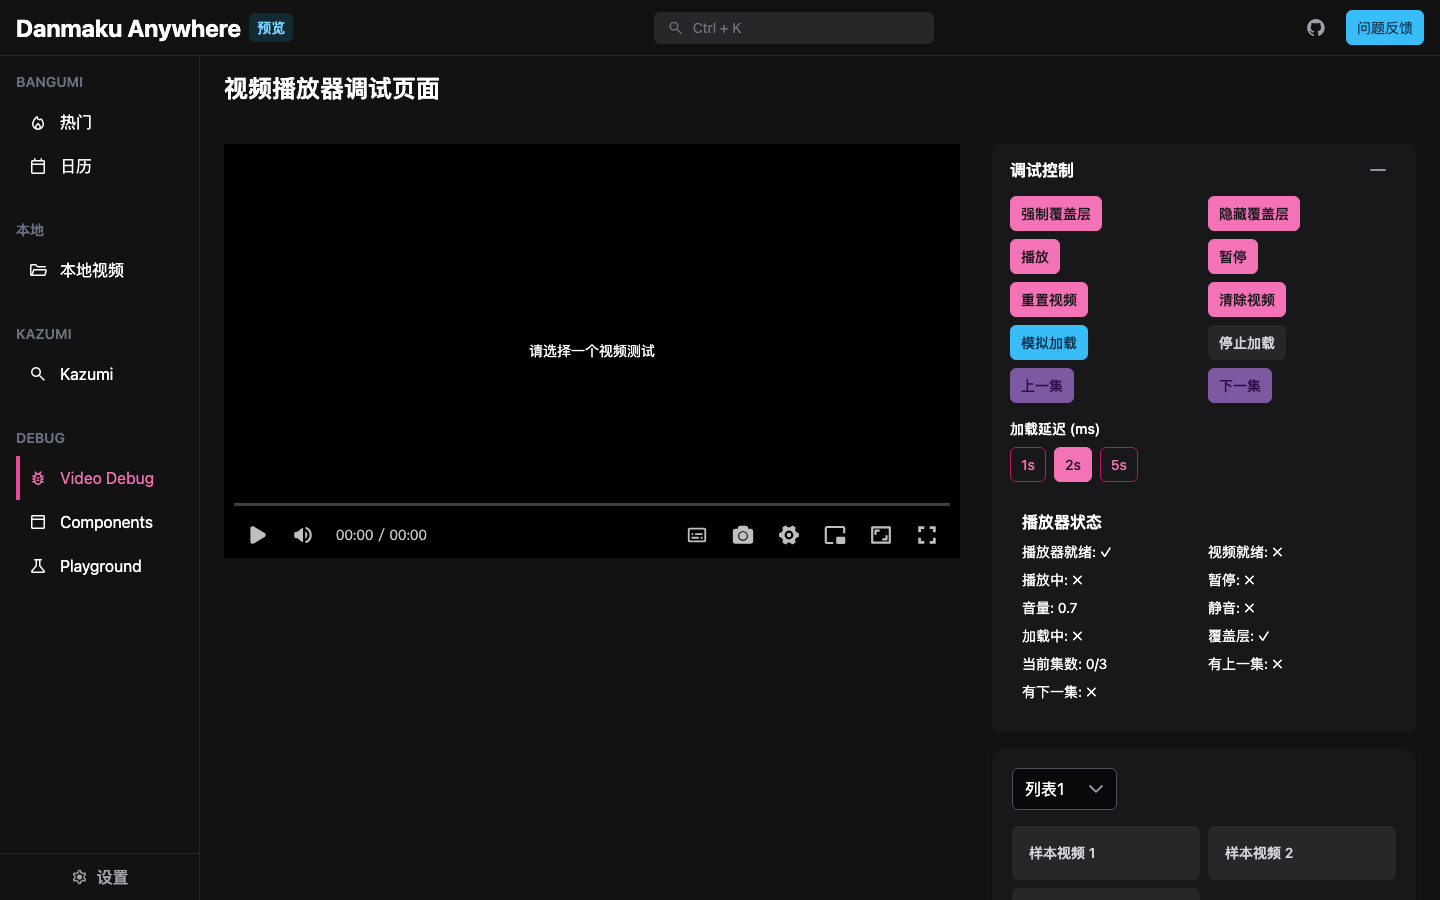 Danmaku Anywhere 预览
Ctrl + K
问题反馈
BANGUMI
热门
日历
本地
本地视频
KAZUMI
Kazumi
DEBUG
Video Debug
Components
Playground
设置
视频播放器调试页面
请选择一个视频测试
00:00 / 00:00
调试控制
强制覆盖层 隐藏覆盖层
播放 暂停
重置视频 清除视频
模拟加载 停止加载
上一集 下一集
加载延迟 (ms)
1s 2s 5s
播放器状态
播放器就绪: ✓ 视频就绪: ✕
播放中: ✕ 暂停: ✕
音量: 0.7 静音: ✕
加载中: ✕ 覆盖层: ✓
当前集数: 0/3 有上一集: ✕
有下一集: ✕
列表1
样本视频 1 样本视频 2